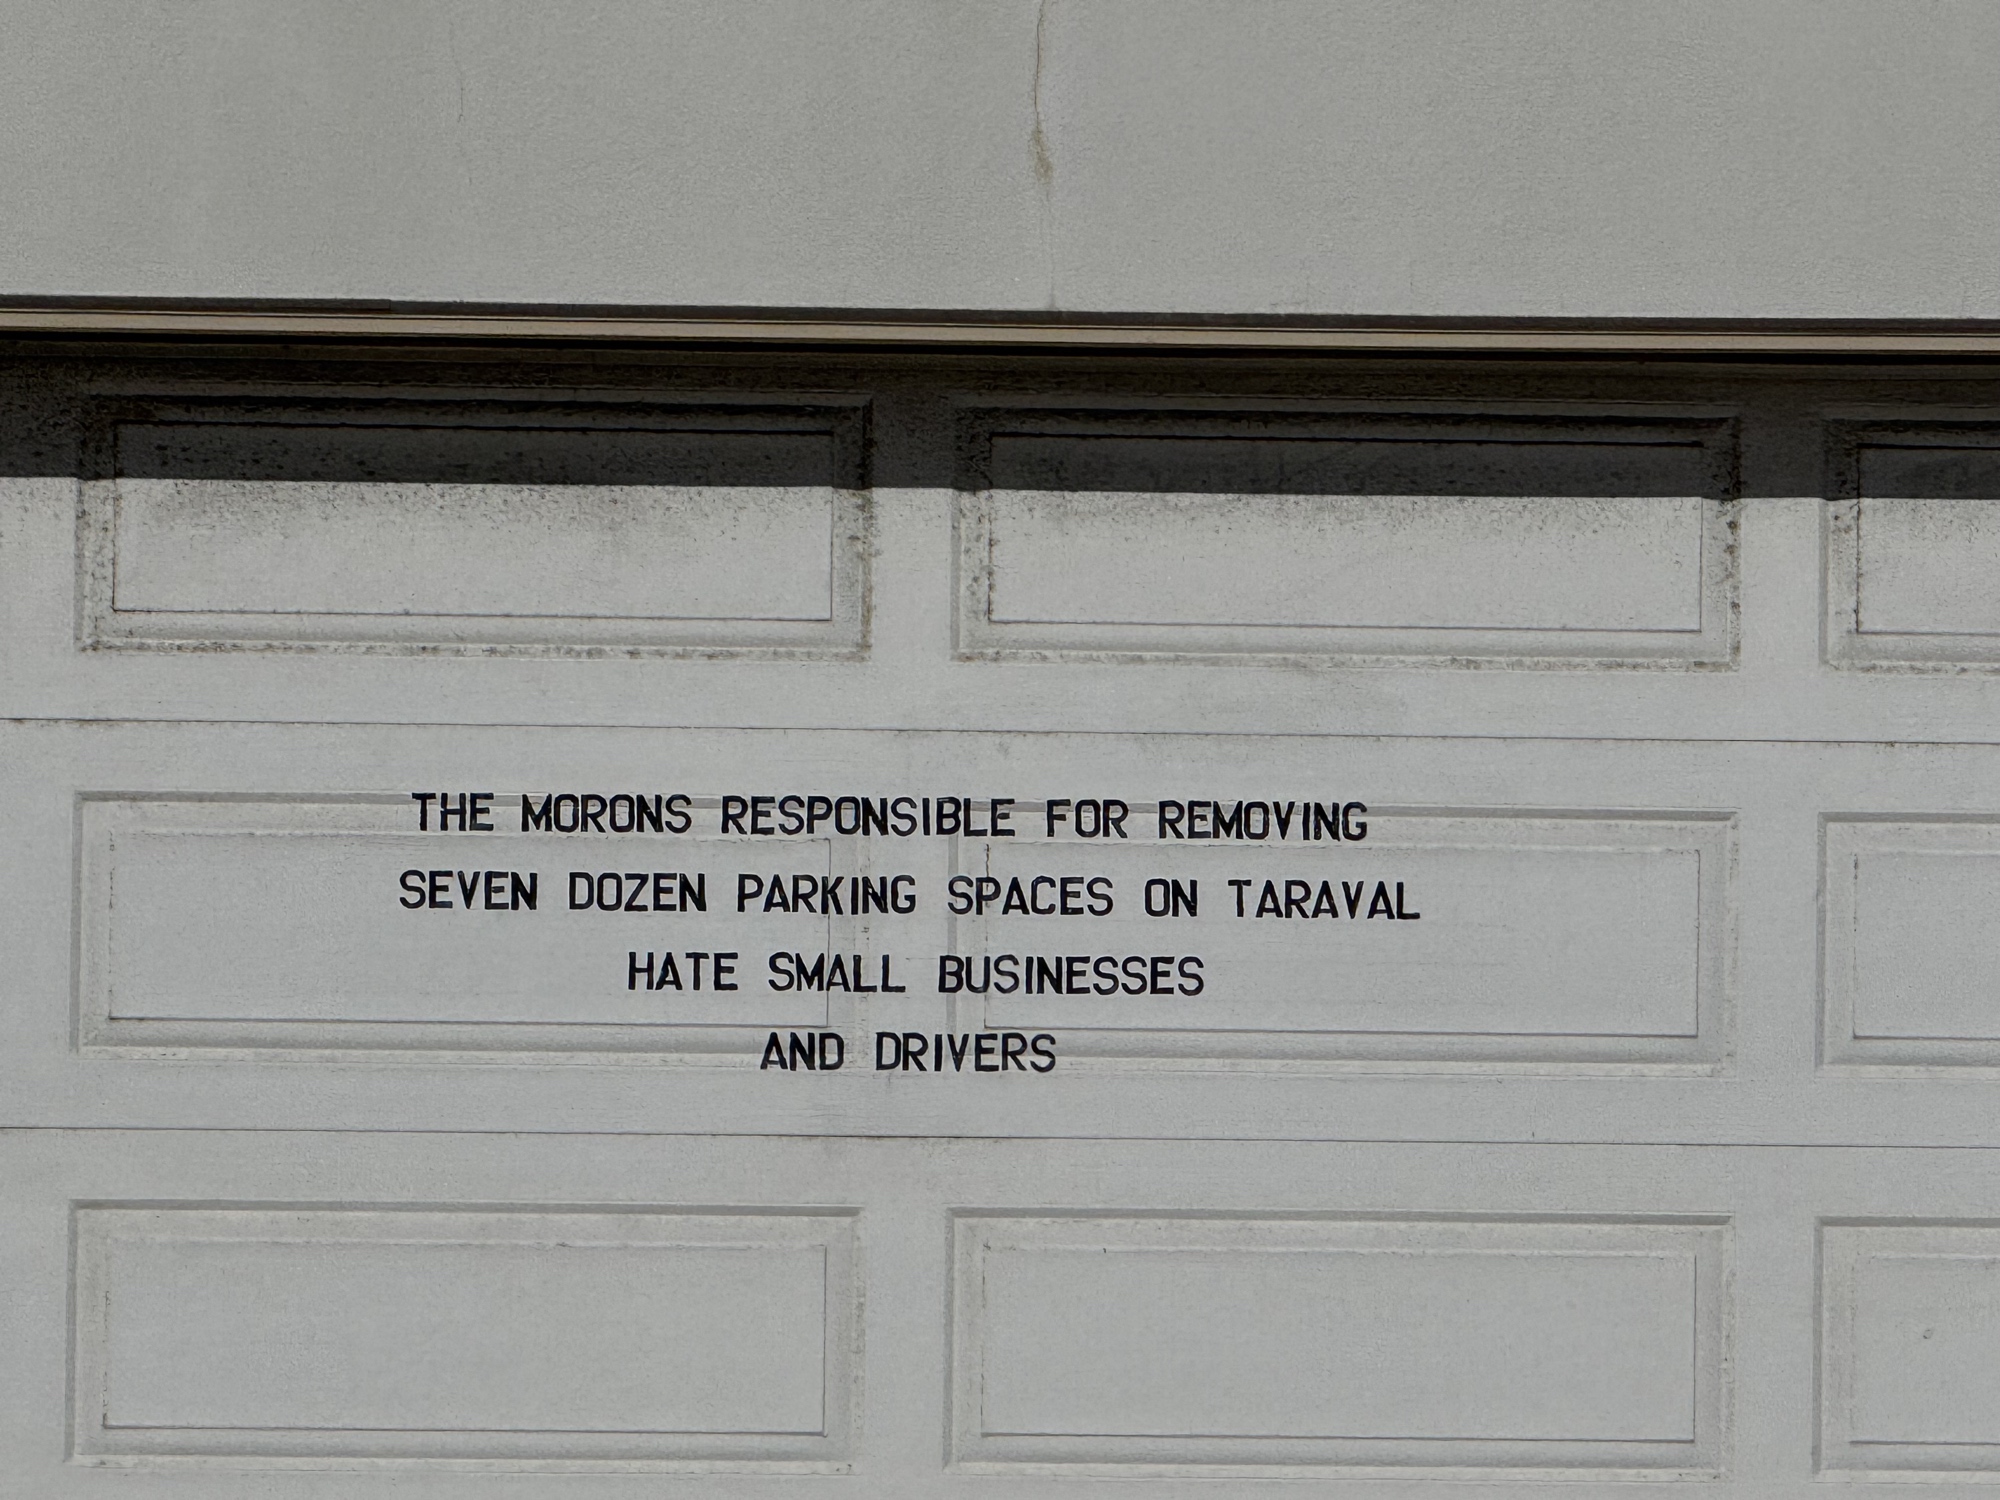 THE MORONS RESPONSIBLE FOR REMOVING
SEVEN DOZEN PARKING SPACES ON TARAVAL
HATE SMALL BUSINESSES
AND DRIVERS